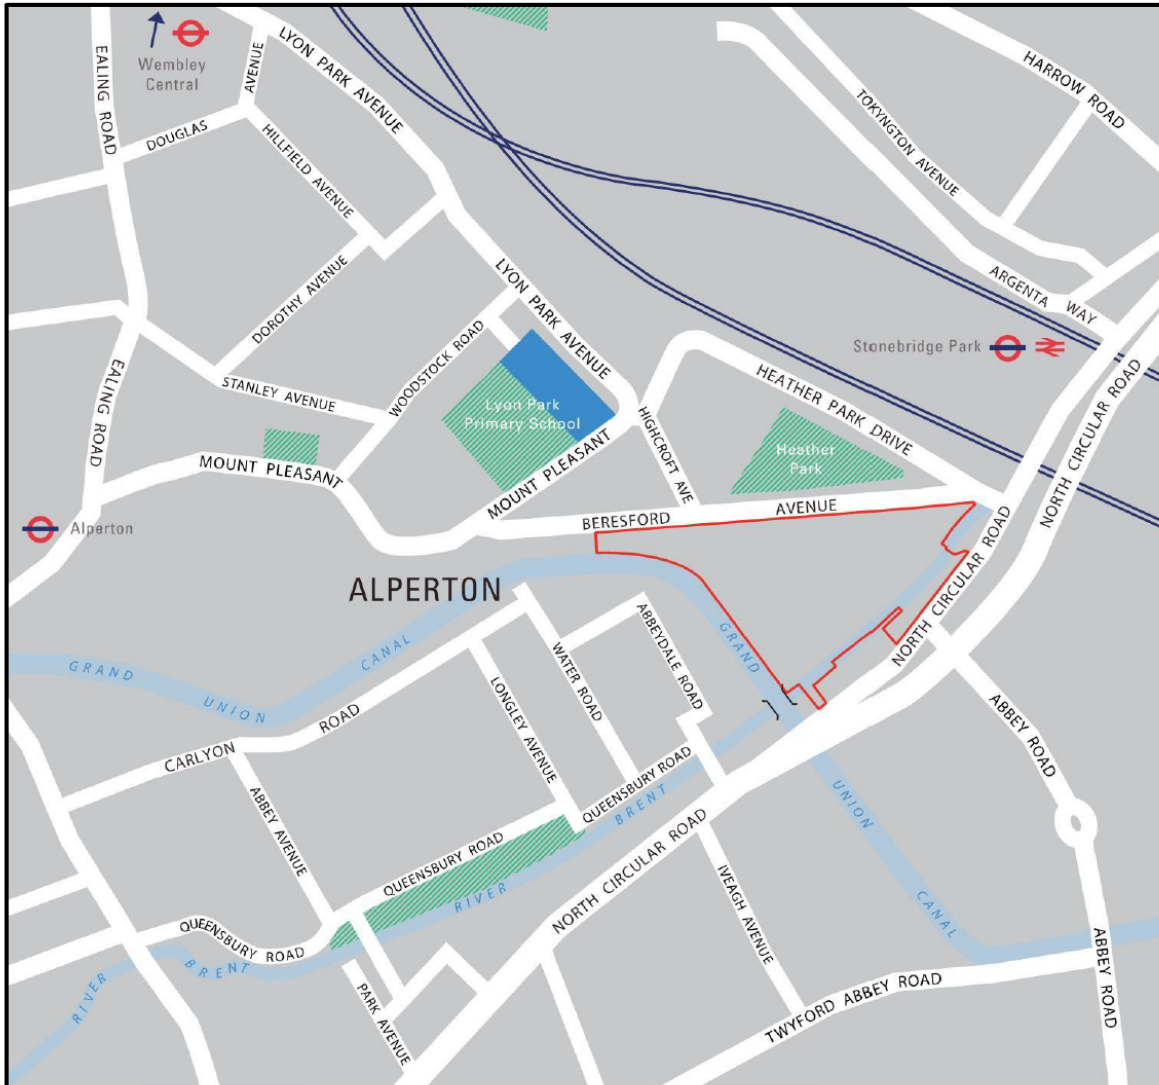 Wembley
Central
EALING ROAD
AVENUE
DOUGLAS
LYON PARK AVENUE
HILLFIELD AVENUE
HARROW ROAD
TOKYNGTON AVENUE
DOROTHY AVENUE
LYON PARK AVENUE
ARGENTA WAY
WOODSTOCK ROAD
Stonebridge Park
EALING ROAD
STANLEY AVENUE
Lyon Park
Primary School
HEATHER PARK DRIVE
NORTH CIRCULAR ROAD
HIGHCROFT AVE
Heather
Park
MOUNT PLEASANT
MOUNT PLEASANT
BERESFORD AVENUE
Alperton
NORTH CIRCULAR ROAD
ALPERTON
GRAND
ABBEYDALE ROAD
WATER ROAD
GRAND UNION CANAL
LONGLEY AVENUE
ABBEY ROAD
CARLYON ROAD
QUEENSBURY ROAD
BRENT
UNION
ABBEY AVENUE
QUEENSBURY ROAD
RIVER
NORTH CIRCULAR ROAD
IVEAGH AVENUE
CANAL
QUEENSBURY ROAD
BRENT
RIVER
PARK AVENUE
TWYFORD ABBEY ROAD
ABBEY ROAD